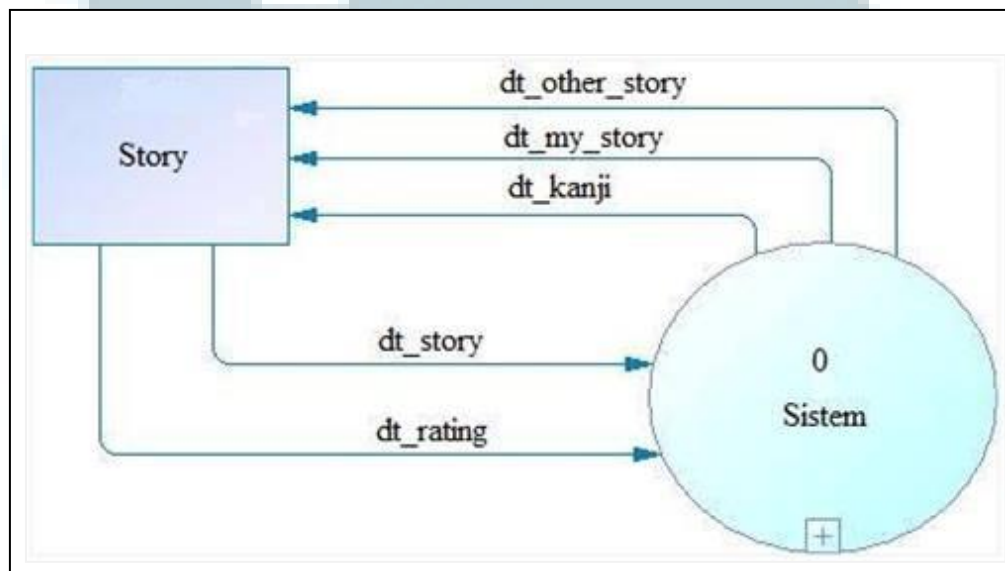 dt_other_story
dt_my_story
Story
dt_kanji
dt_story
0
Sistem
dt_rating